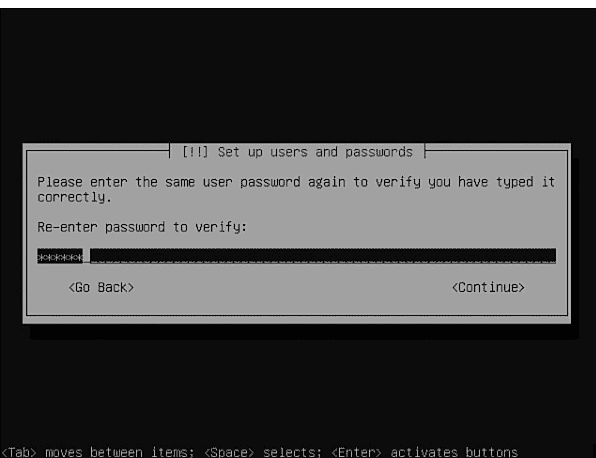 [!!] Set up users and passwords
Please enter the same user password again to verify you have typed it
correctly.
Re-enter password to verify:
******
<Go Back> <Continue>
<Tab> moves between items; <Space> selects; <Enter> activates buttons